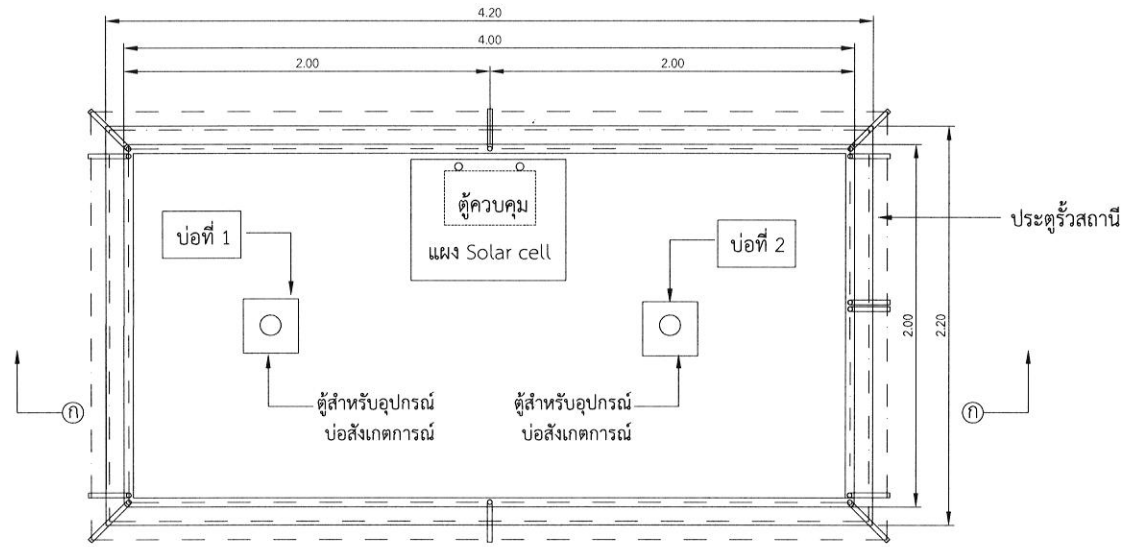 4.20
4.00
2.00 2.00
ตู้ควบคุม
แผง Solar cell
บ่อที่ 1
บ่อที่ 2
ประตูรั้วสถานี
2.00
2.20
ตู้สำหรับอุปกรณ์
บ่อสังเกตการณ์
ตู้สำหรับอุปกรณ์
บ่อสังเกตการณ์
ก
ก